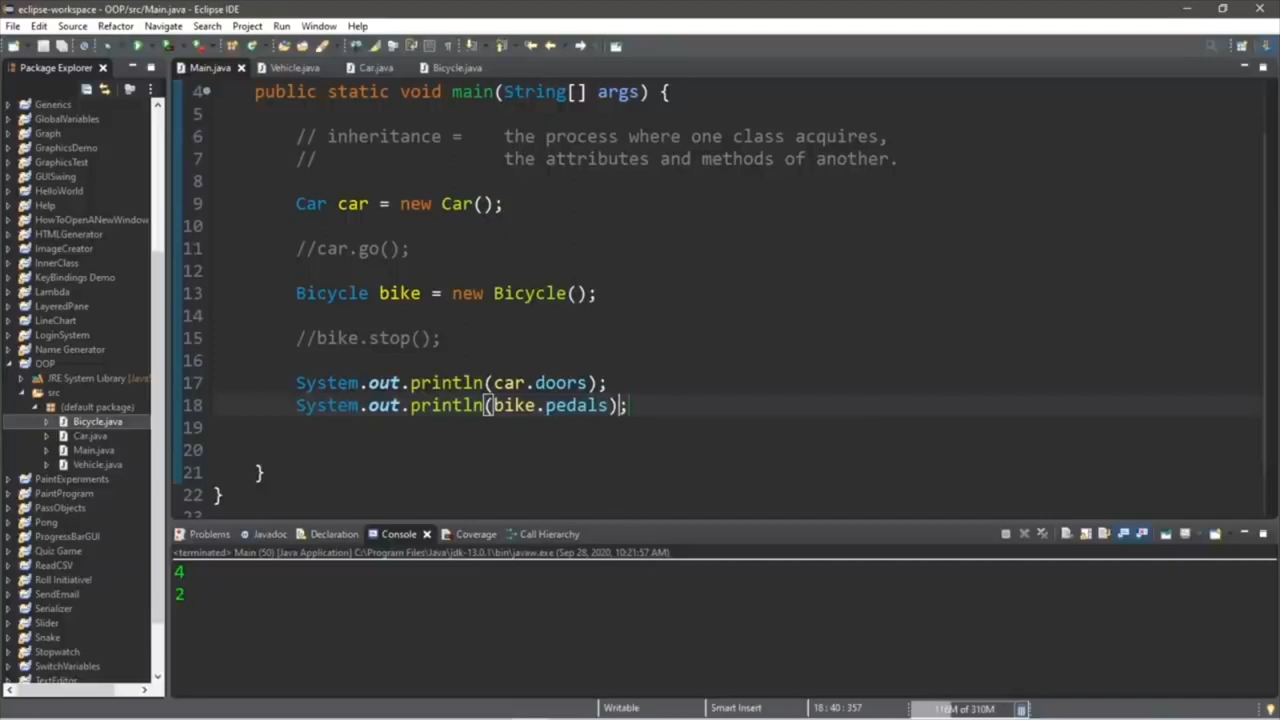 eclipse-workspace - OOP/src/Main.java - Eclipse IDE
File Edit Source Refactor Navigate Search Project Run Window Help
Package Explorer
Main.java Vehicle.java Car.java Bicycle.java
Generics
GlobalVariables
Graph
GraphicsDemo
GraphicsTest
GUISwing
HelloWorld
Help
HowToOpenANewWindow
HTMLGenerator
ImageCreator
InnerClass
KeyBindings Demo
Lambda
LayeredPane
LineChart
LoginSystem
Name Generator
OOP
JRE System Library [Java
src
(default package)
Bicycle.java
Car.java
Main.java
Vehicle.java
PaintExperiments
PaintProgram
PassObjects
Pong
ProgressBarGUI
Quiz Game
ReadCSV
Roll Initiative!
SendEmail
Serializer
Slider
Snake
Stopwatch
SwitchVariables
TextEditor
4 public static void main(String[] args) {
5
6 // inheritance = the process where one class acquires,
7 // the attributes and methods of another.
8
9 Car car = new Car();
10
11 //car.go();
12
13 Bicycle bike = new Bicycle();
14
15 //bike.stop();
16
17 System.out.println(car.doors);
18 System.out.println(bike.pedals);
19
20
21 }
22 }
23
Problems Javadoc Declaration Console Coverage Call Hierarchy
<terminated> Main (50) [Java Application] C:\Program Files\Java\jdk-13.0.1\bin\javaw.exe (Sep 28, 2020, 10:21:57 AM)
4
2
Writable Smart Insert 18 : 40 : 357 116M of 310M